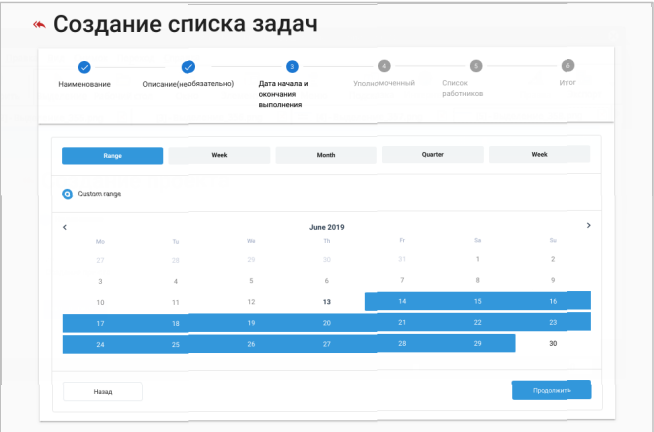 Создание списка задач
3 4 5 6
Наименование Описание(необязательно) Дата начала и Уполномоченный Список Итог
окончания работников
выполнения
Range Week Month Quarter Week
Custom range
June 2019
Mo Tu We Th Fr Sa Su
27 28 29 30 31 1 2
3 4 5 6 7 8 9
10 11 12 13 14 15 16
17 18 19 20 21 22 23
24 25 26 27 28 29 30
Назад Продолжить